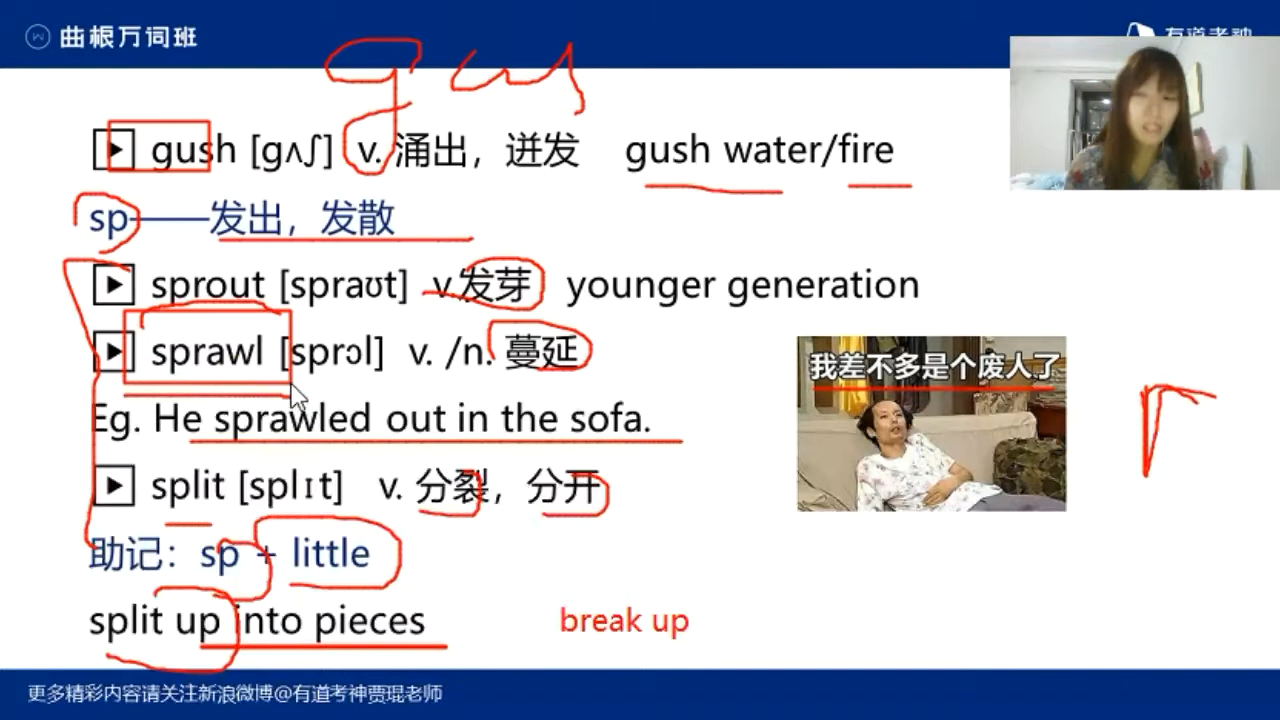 曲根万词班
有道考神
gas
gush [gʌʃ] v. 涌出，迸发 gush water/fire
sp——发出，发散
sprout [spraʊt] v.发芽 younger generation
sprawl [sprɔl] v. /n. 蔓延
我差不多是个废人了
Eg. He sprawled out in the sofa.
split [splɪt] v. 分裂，分开
助记：sp + little
split up into pieces
break up
更多精彩内容请关注新浪微博@有道考神贾琨老师